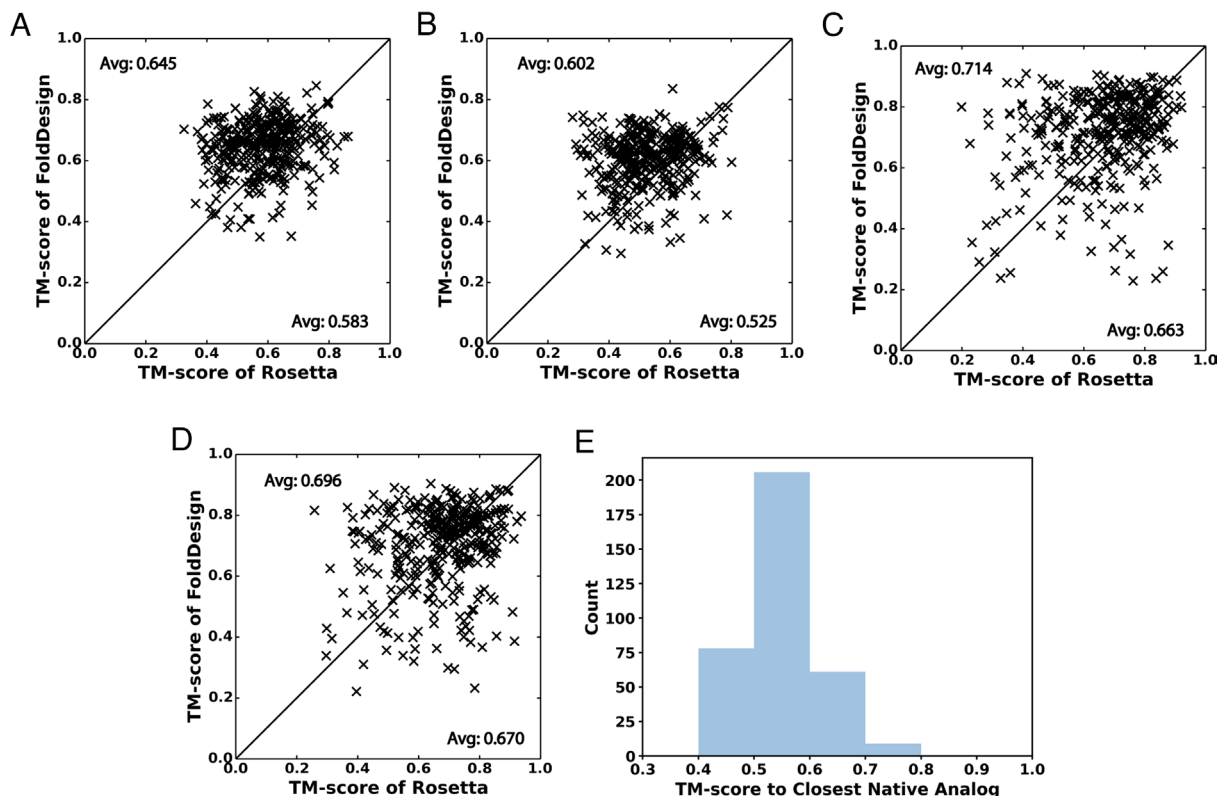 A
1.0
Avg: 0.645
0.8
0.6
0.4
0.2
0.0
TM-score of FoldDesign
Avg: 0.583
0.0 0.2 0.4 0.6 0.8 1.0
TM-score of Rosetta
B
1.0
Avg: 0.602
0.8
0.6
0.4
0.2
0.0
TM-score of FoldDesign
Avg: 0.525
0.0 0.2 0.4 0.6 0.8 1.0
TM-score of Rosetta
C
1.0
Avg: 0.714
0.8
0.6
0.4
0.2
0.0
TM-score of FoldDesign
Avg: 0.663
0.0 0.2 0.4 0.6 0.8 1.0
TM-score of Rosetta
D
1.0
Avg: 0.696
0.8
0.6
0.4
0.2
0.0
TM-score of FoldDesign
Avg: 0.670
0.0 0.2 0.4 0.6 0.8 1.0
TM-score of Rosetta
E
200
175
150
125
100
75
50
25
0
Count
0.3 0.4 0.5 0.6 0.7 0.8 0.9 1.0
TM-score to Closest Native Analog